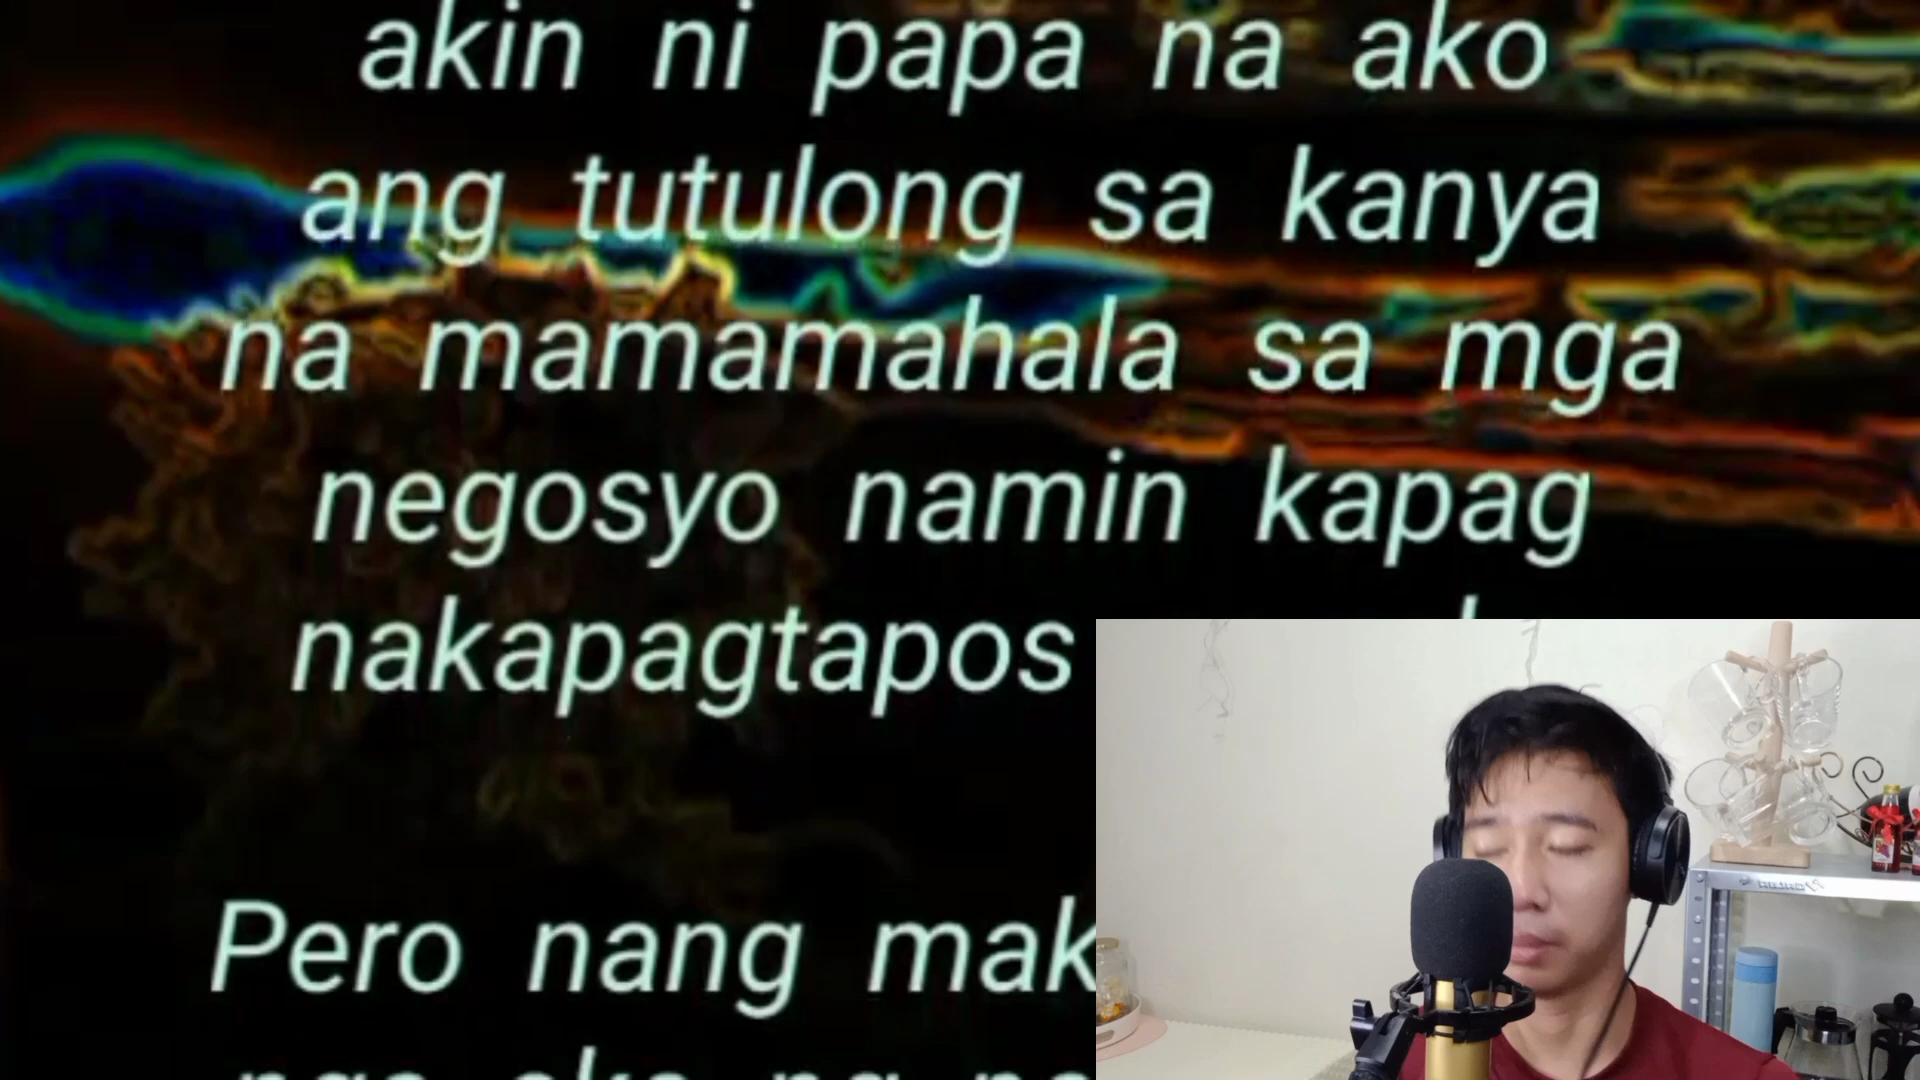 akin ni papa na ako
ang tutulong sa kanya
na mamamahala sa mga
negosyo namin kapag
nakapagtapos
Pero nang mak